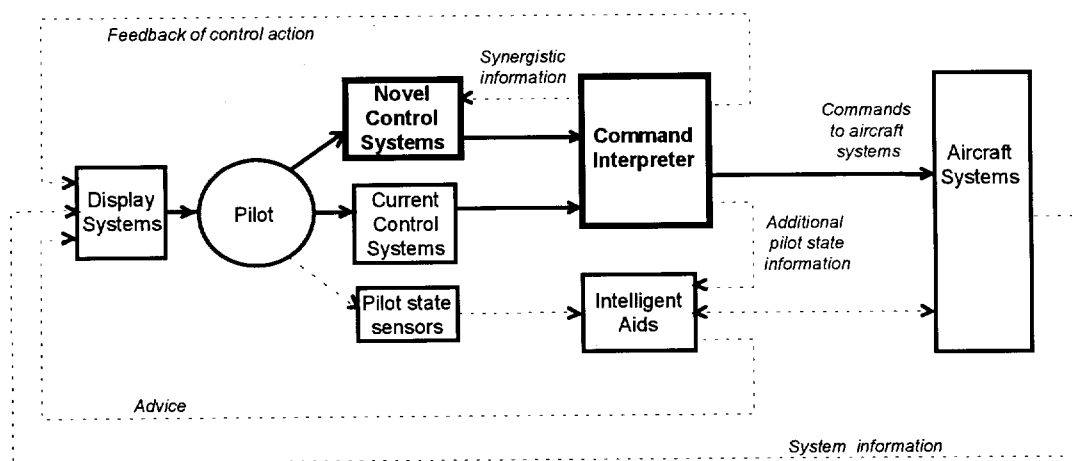 Feedback of control action
Synergistic
information
Novel
Control
Systems
Command
Interpreter
Commands
to aircraft
systems
Aircraft
Systems
Display
Systems
Pilot
Current
Control
Systems
Additional
pilot state
information
Pilot state
sensors
Intelligent
Aids
Advice
System information